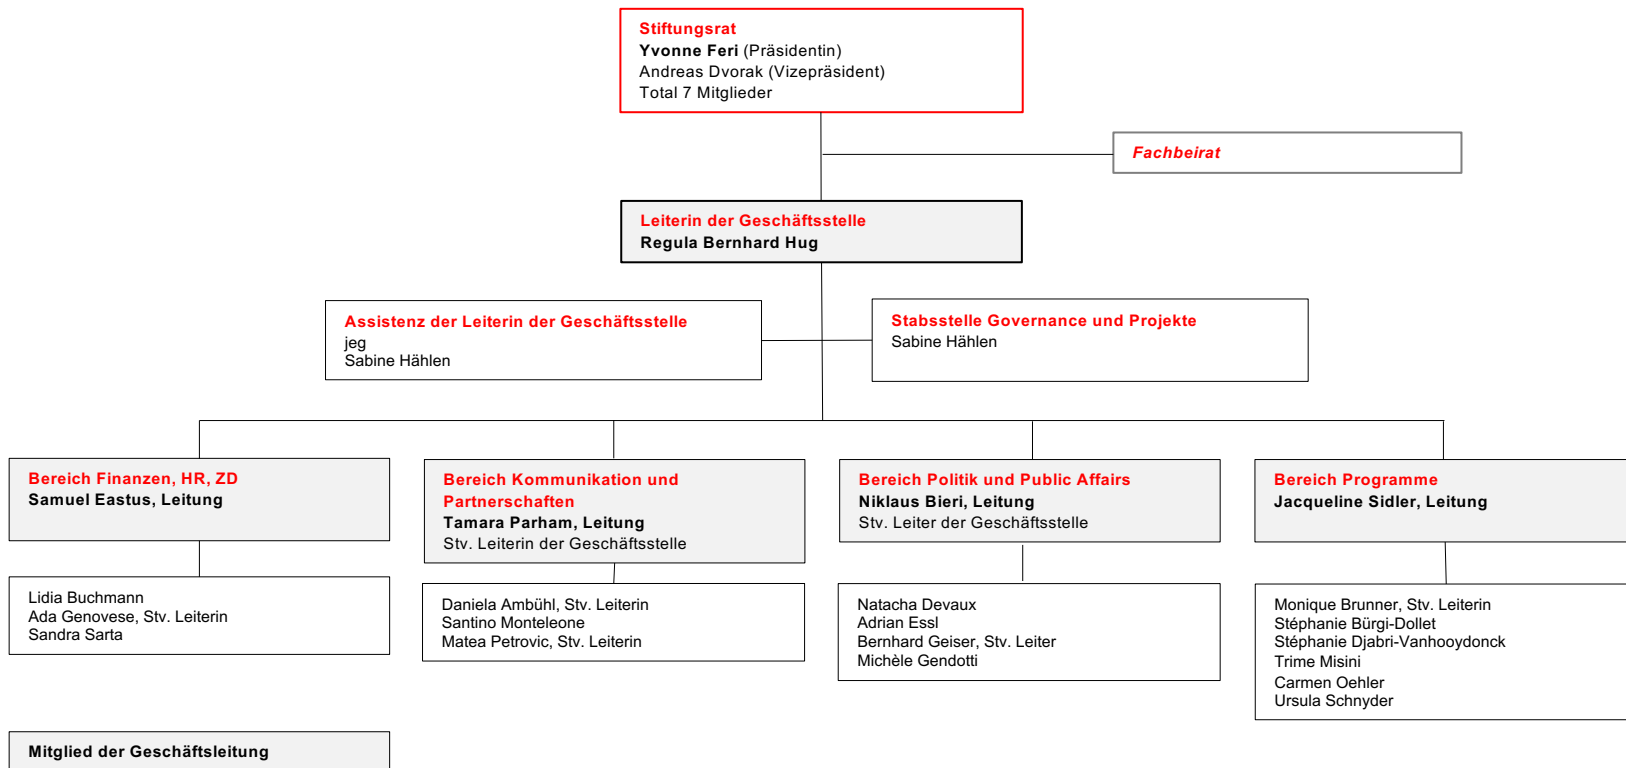 Stiftungsrat
Yvonne Feri (Präsidentin)
Andreas Dvorak (Vizepräsident)
Total 7 Mitglieder
Fachbeirat
Leiterin der Geschäftsstelle
Regula Bernhard Hug
Assistenz der Leiterin der Geschäftsstelle
jeg
Sabine Hählen
Stabsstelle Governance und Projekte
Sabine Hählen
Bereich Finanzen, HR, ZD
Samuel Eastus, Leitung
Bereich Kommunikation und
Partnerschaften
Tamara Parham, Leitung
Stv. Leiterin der Geschäftsstelle
Bereich Politik und Public Affairs
Niklaus Bieri, Leitung
Stv. Leiter der Geschäftsstelle
Bereich Programme
Jacqueline Sidler, Leitung
Lidia Buchmann
Ada Genovese, Stv. Leiterin
Sandra Sarta
Daniela Ambühl, Stv. Leiterin
Santino Monteleone
Matea Petrovic, Stv. Leiterin
Natacha Devaux
Adrian Essl
Bernhard Geiser, Stv. Leiter
Michèle Gendotti
Monique Brunner, Stv. Leiterin
Stéphanie Bürgi-Dollet
Stéphanie Djabri-Vanhooydonck
Trime Misini
Carmen Oehler
Ursula Schnyder
Mitglied der Geschäftsleitung